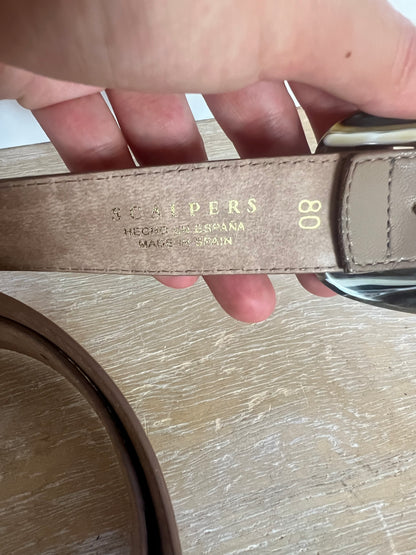 SCALPERS
HECHO EN ESPAÑA
MADE IN SPAIN
80